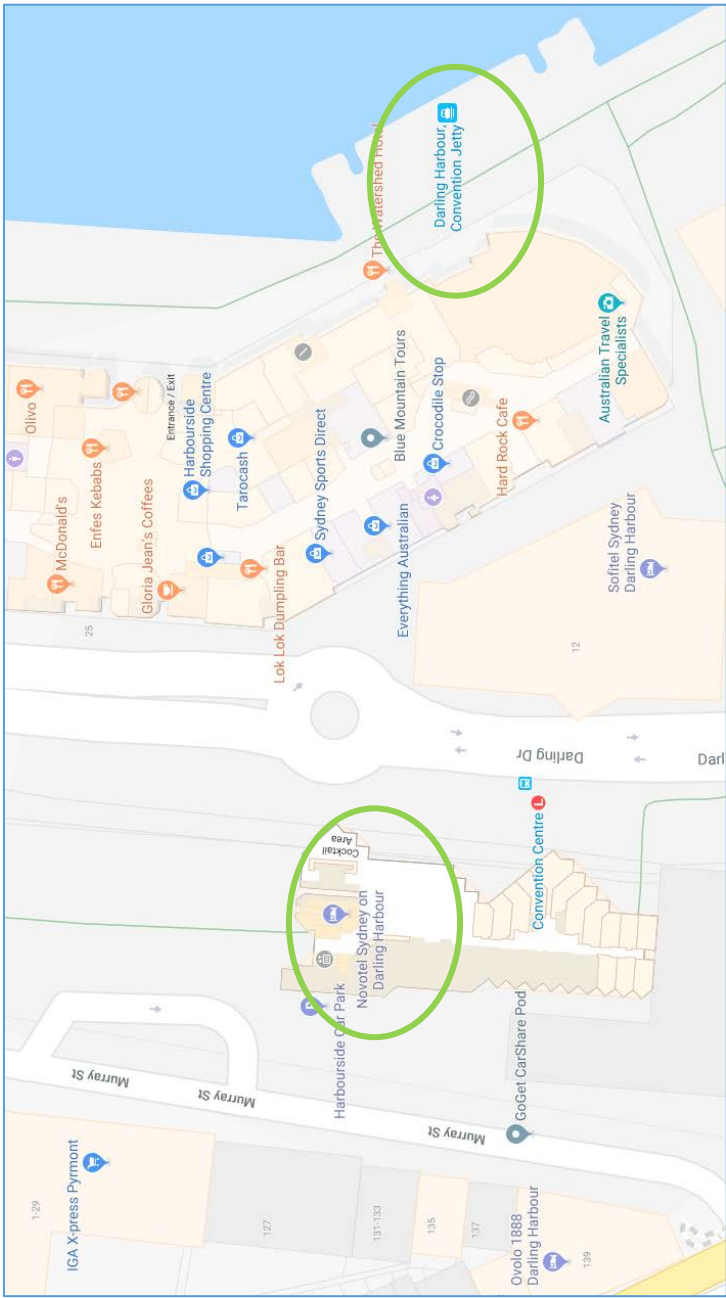 IGA X-press Pyrmont
1-29
127
131-133
135
137
139
Ovolo 1888
Darling Harbour
Murray St
Murray St
Murray St
GoGet CarShare Pod
Harbourside Car Park
Novotel Sydney on
Darling Harbour
Cocktail
Area
Convention Centre
L
Darling Dr
Darl
25
12
McDonald's
Olivo
Enfes Kebabs
Gloria Jean's Coffees
Entrance / Exit
Harbourside
Shopping Centre
Tarocash
Lok Lok Dumpling Bar
Sydney Sports Direct
Blue Mountain Tours
Everything Australian
Crocodile Stop
Hard Rock Cafe
Sofitel Sydney
Darling Harbour
Australian Travel
Specialists
The Watershed Hotel
Darling Harbour,
Convention Jetty